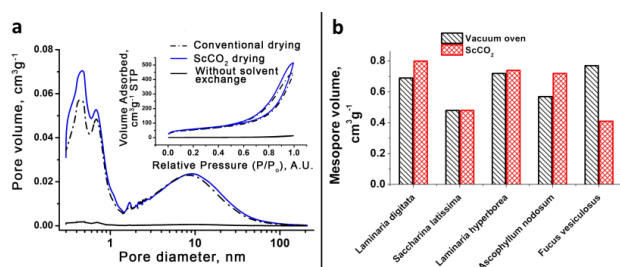 a
Pore volume, cm³g⁻¹
0.08
0.06
0.04
0.02
0.00
1
10
100
Pore diameter, nm
Conventional drying
ScCO₂ drying
Without solvent
exchange
Volume Adsorbed,
cm³g⁻¹ STP
500
400
300
200
100
0
0.0 0.2 0.4 0.6 0.8 1.0
Relative Pressure (P/Pₒ), A.U.
b
Vacuum oven
ScCO₂
Mesopore volume,
cm³g⁻¹
0.8
0.6
0.4
0.2
0.0
Laminaria digitata
Saccharina latissima
Laminaria hyperborea
Ascophyllum nodosum
Fucus vesiculosus